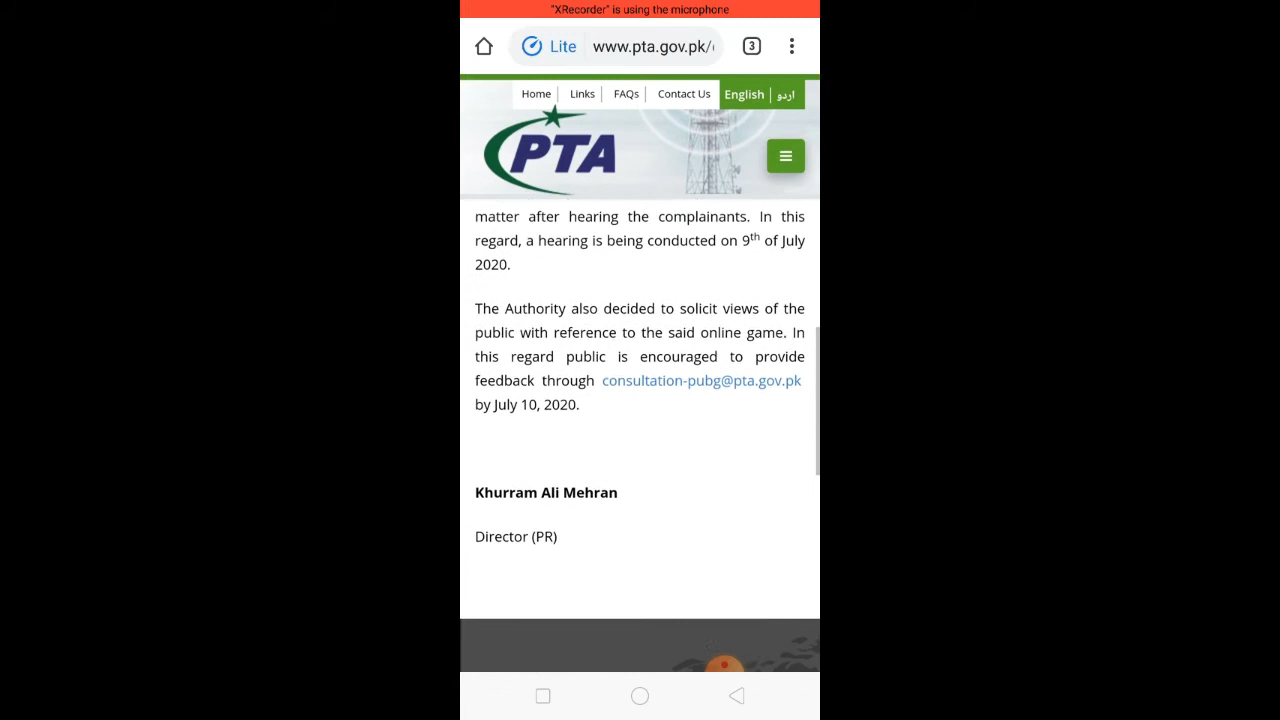 "XRecorder" is using the microphone
Lite www.pta.gov.pk/ 3
Home Links FAQs Contact Us English اردو
PTA
matter after hearing the complainants. In this
regard, a hearing is being conducted on 9th of July
2020.
The Authority also decided to solicit views of the
public with reference to the said online game. In
this regard public is encouraged to provide
feedback through consultation-pubg@pta.gov.pk
by July 10, 2020.
Khurram Ali Mehran
Director (PR)